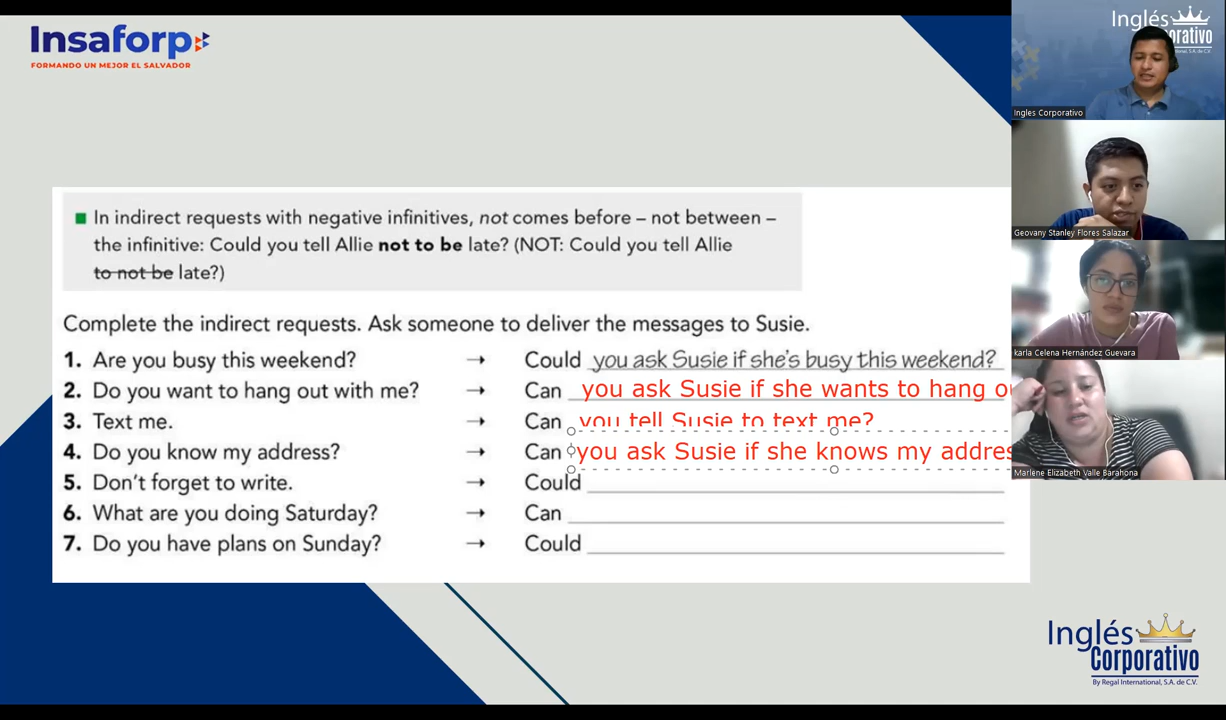 Insaforp
FORMANDO UN MEJOR EL SALVADOR
In indirect requests with negative infinitives, not comes before – not between –
the infinitive: Could you tell Allie not to be late? (NOT: Could you tell Allie
to not be late?)
Complete the indirect requests. Ask someone to deliver the messages to Susie.
1. Are you busy this weekend? → Could you ask Susie if she's busy this weekend?
2. Do you want to hang out with me? → Can you ask Susie if she wants to hang
3. Text me. → Can you tell Susie to text me?
4. Do you know my address? → Can you ask Susie if she knows my addres
5. Don't forget to write. → Could
6. What are you doing Saturday? → Can
7. Do you have plans on Sunday? → Could
Inglés
Ingles Corporativo
Geovany Stanley Flores Salazar
karla Celena Hernández Guevara
Marlene Elizabeth Valle Barahona
Inglés
Corporativo
By Regal International, S.A. de C.V.